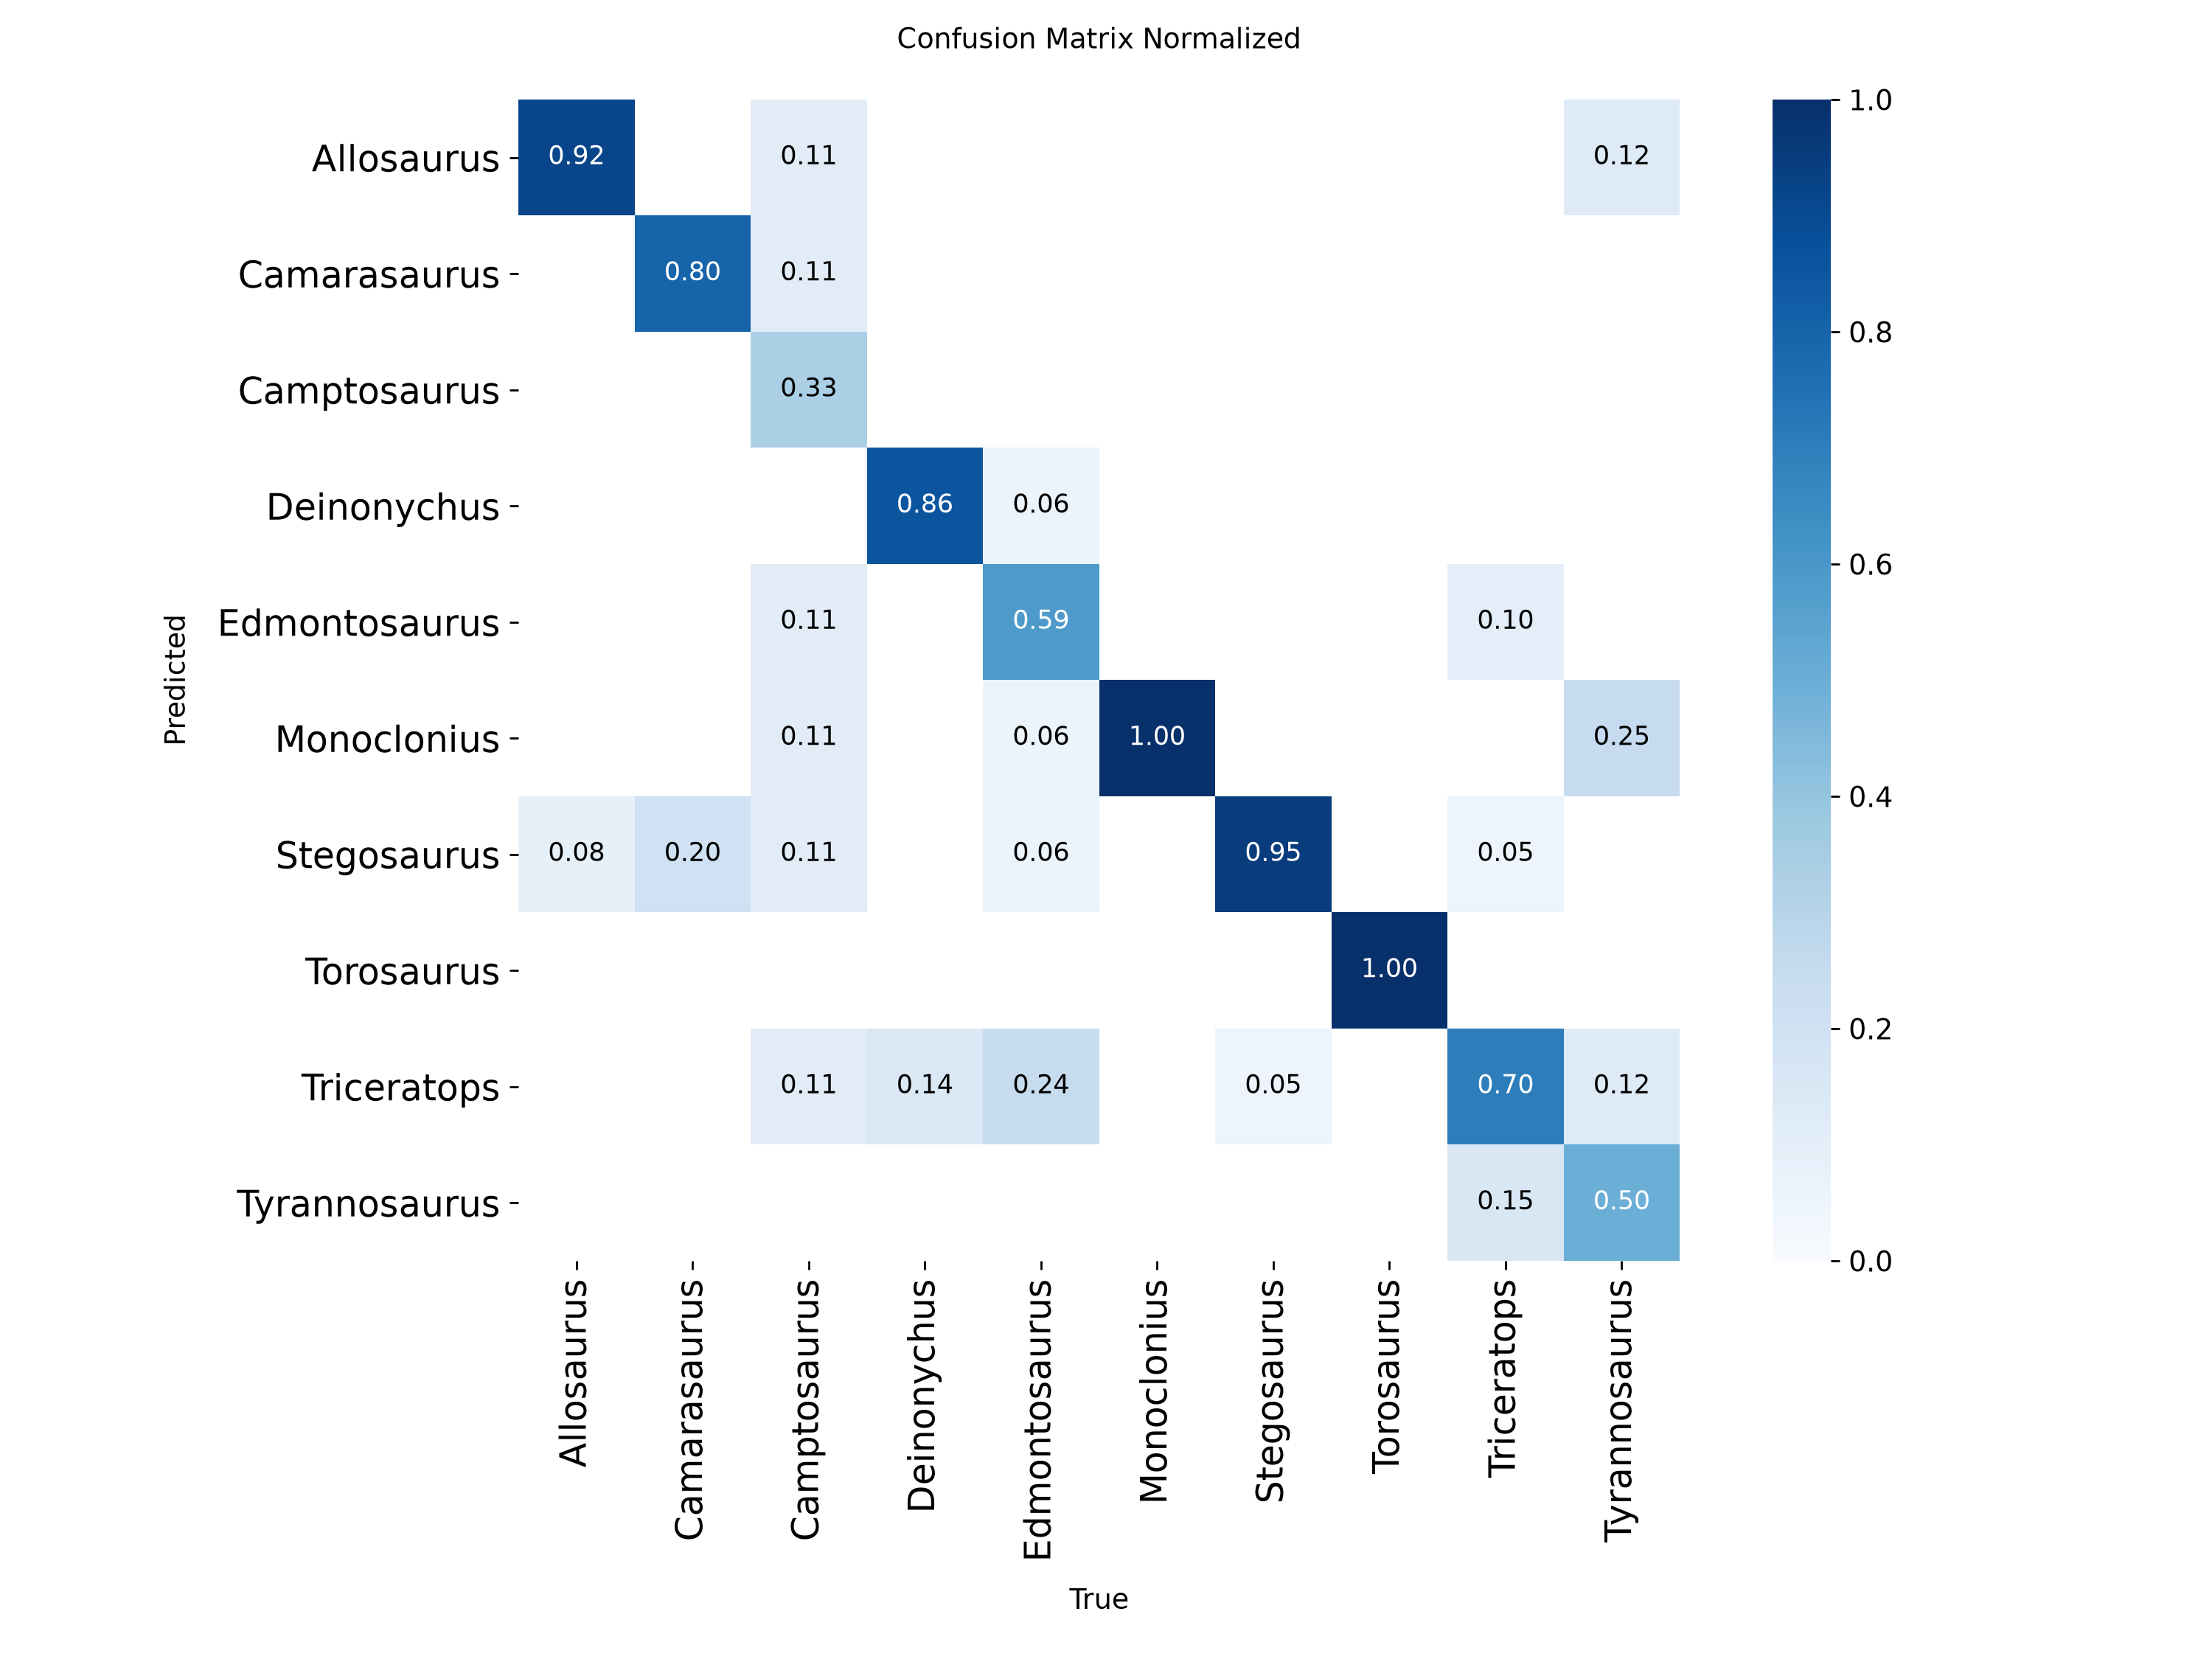 Confusion Matrix Normalized
Allosaurus 0.92 0.11 0.12
Camarasaurus 0.80 0.11
Camptosaurus 0.33
Deinonychus 0.86 0.06
Edmontosaurus 0.11 0.59 0.10
Monoclonius 0.11 0.06 1.00 0.25
Stegosaurus 0.08 0.20 0.11 0.06 0.95 0.05
Torosaurus 1.00
Triceratops 0.11 0.14 0.24 0.05 0.70 0.12
Tyrannosaurus 0.15 0.50
Predicted
Allosaurus
Camarasaurus
Camptosaurus
Deinonychus
Edmontosaurus
Monoclonius
Stegosaurus
Torosaurus
Triceratops
Tyrannosaurus
True
1.0
0.8
0.6
0.4
0.2
0.0